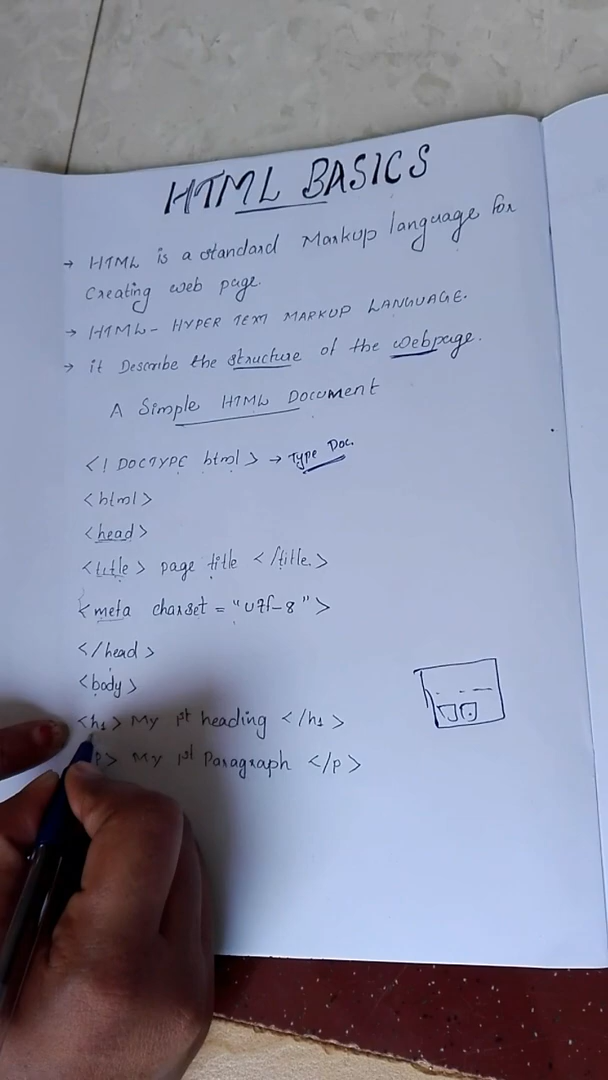 HTML BASICS
→ HTML is a standard Markup language for
Creating web page.
→ HTML - HYPER TEXT MARKUP LANGUAGE.
→ it Describe the structure of the webpage.
A Simple HTML Document
<! DOCTYPE html> → Type Doc.
<html>
<head>
<title> page title </title.>
<meta charset = "utf-8">
</head>
<body>
<h1> My 1st heading </h1>
p> My 1st Paragraph </p>